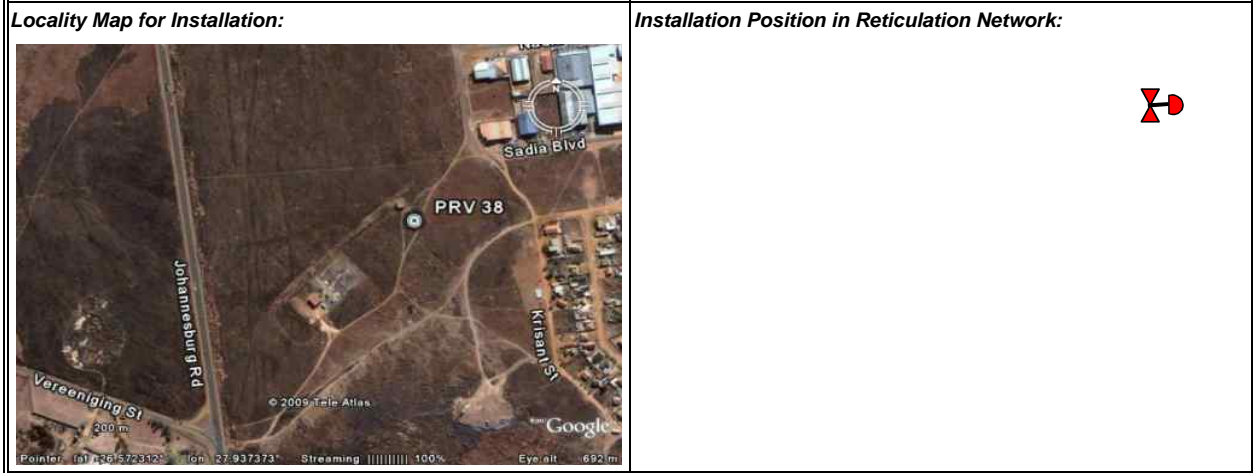 Locality Map for Installation:
Installation Position in Reticulation Network:
N
Sadia Blvd
PRV 38
Johannesburg Rd
Krisant St
Vereeniging St
200 m
© 2009 Tele Atlas
Google
Pointer lat -26.572312° lon 27.937373° Streaming |||||||||| 100% Eye alt 692 m